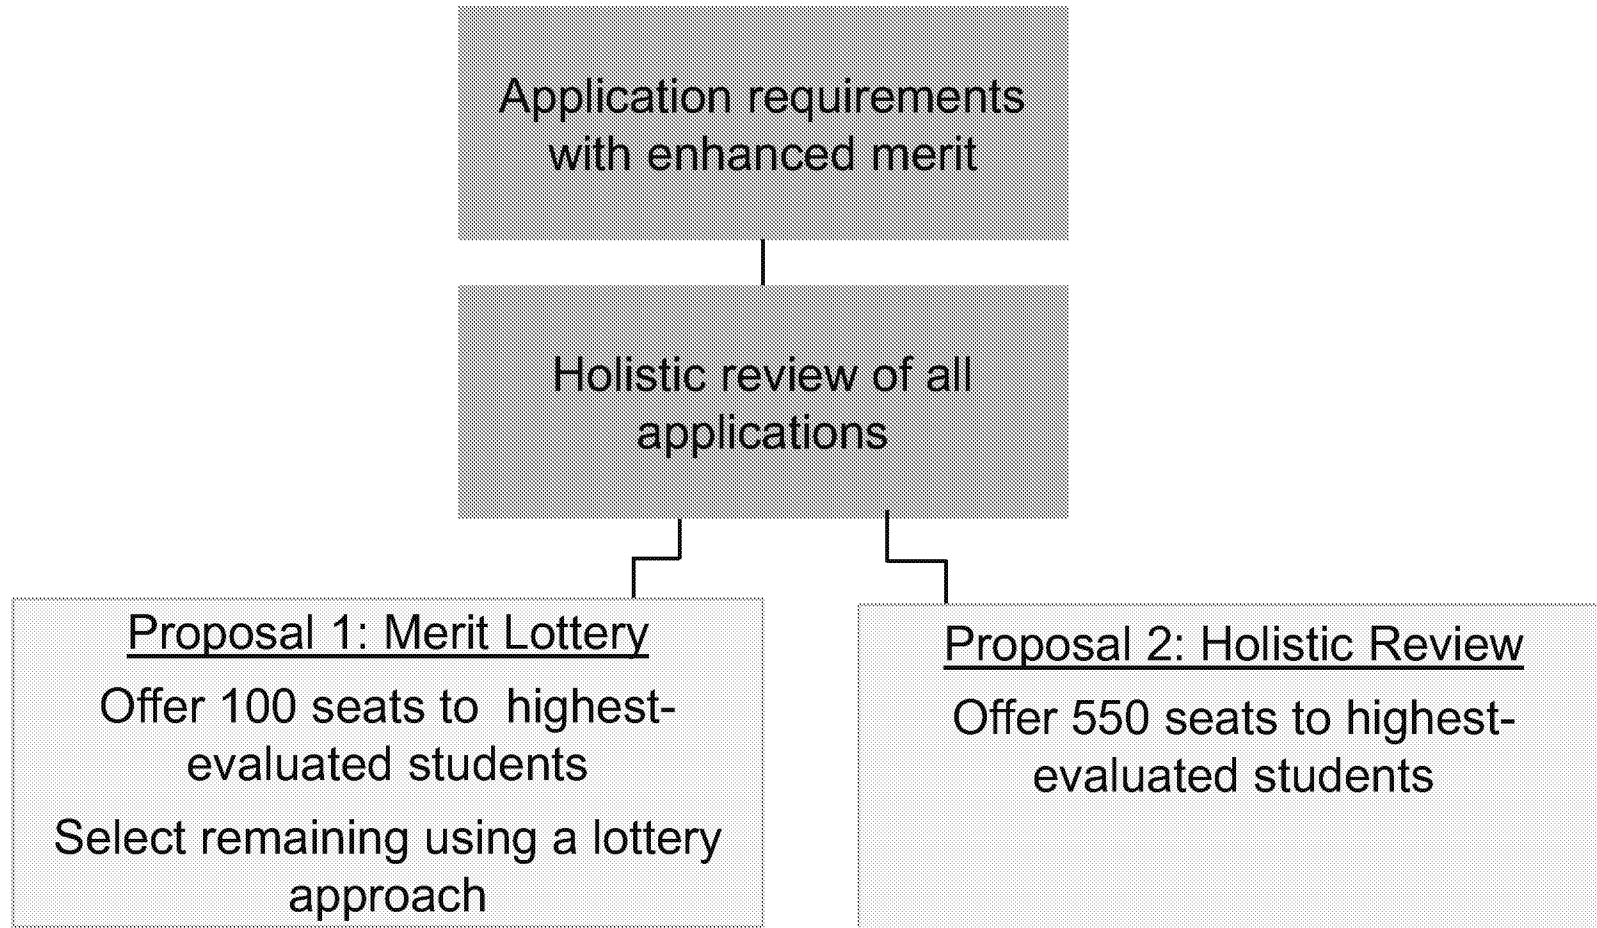 Application requirements
with enhanced merit
Holistic review of all
applications
Proposal 1: Merit Lottery
Offer 100 seats to  highest-
evaluated students
Select remaining using a lottery
approach
Proposal 2: Holistic Review
Offer 550 seats to highest-
evaluated students